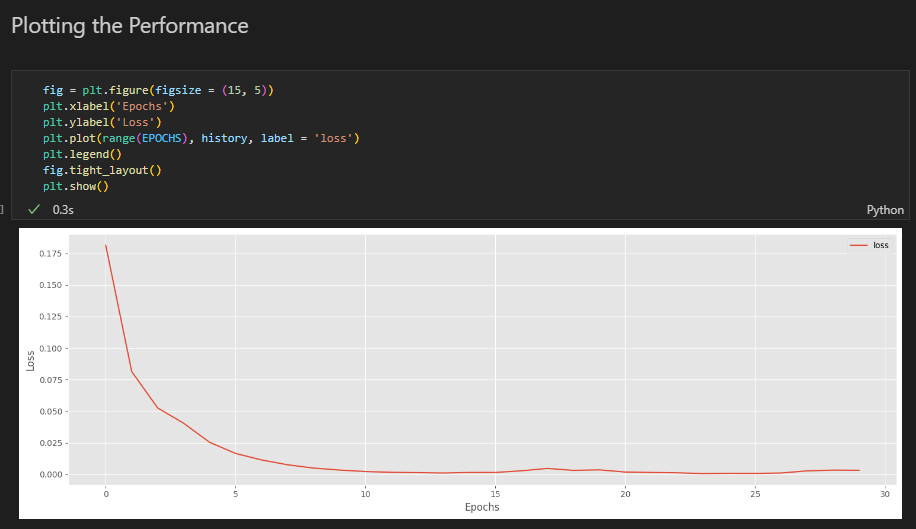 Plotting the Performance
fig = plt.figure(figsize = (15, 5))
plt.xlabel('Epochs')
plt.ylabel('Loss')
plt.plot(range(EPOCHS), history, label = 'loss')
plt.legend()
fig.tight_layout()
plt.show()
]
0.3s
Python
loss
0.175
0.150
0.125
0.100
0.075
0.050
0.025
0.000
Loss
0 5 10 15 20 25 30
Epochs